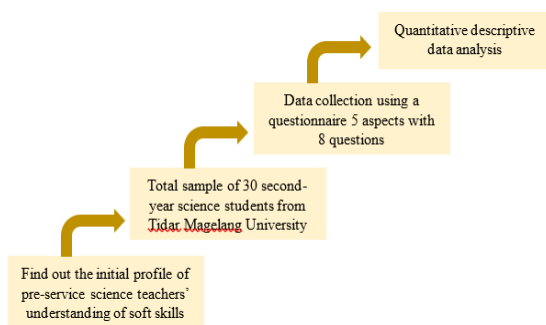 Quantitative descriptive
data analysis
Data collection using a
questionnaire 5 aspects with
8 questions
Total sample of 30 second-
year science students from
Tidar Magelang University
Find out the initial profile of
pre-service science teachers’
understanding of soft skills